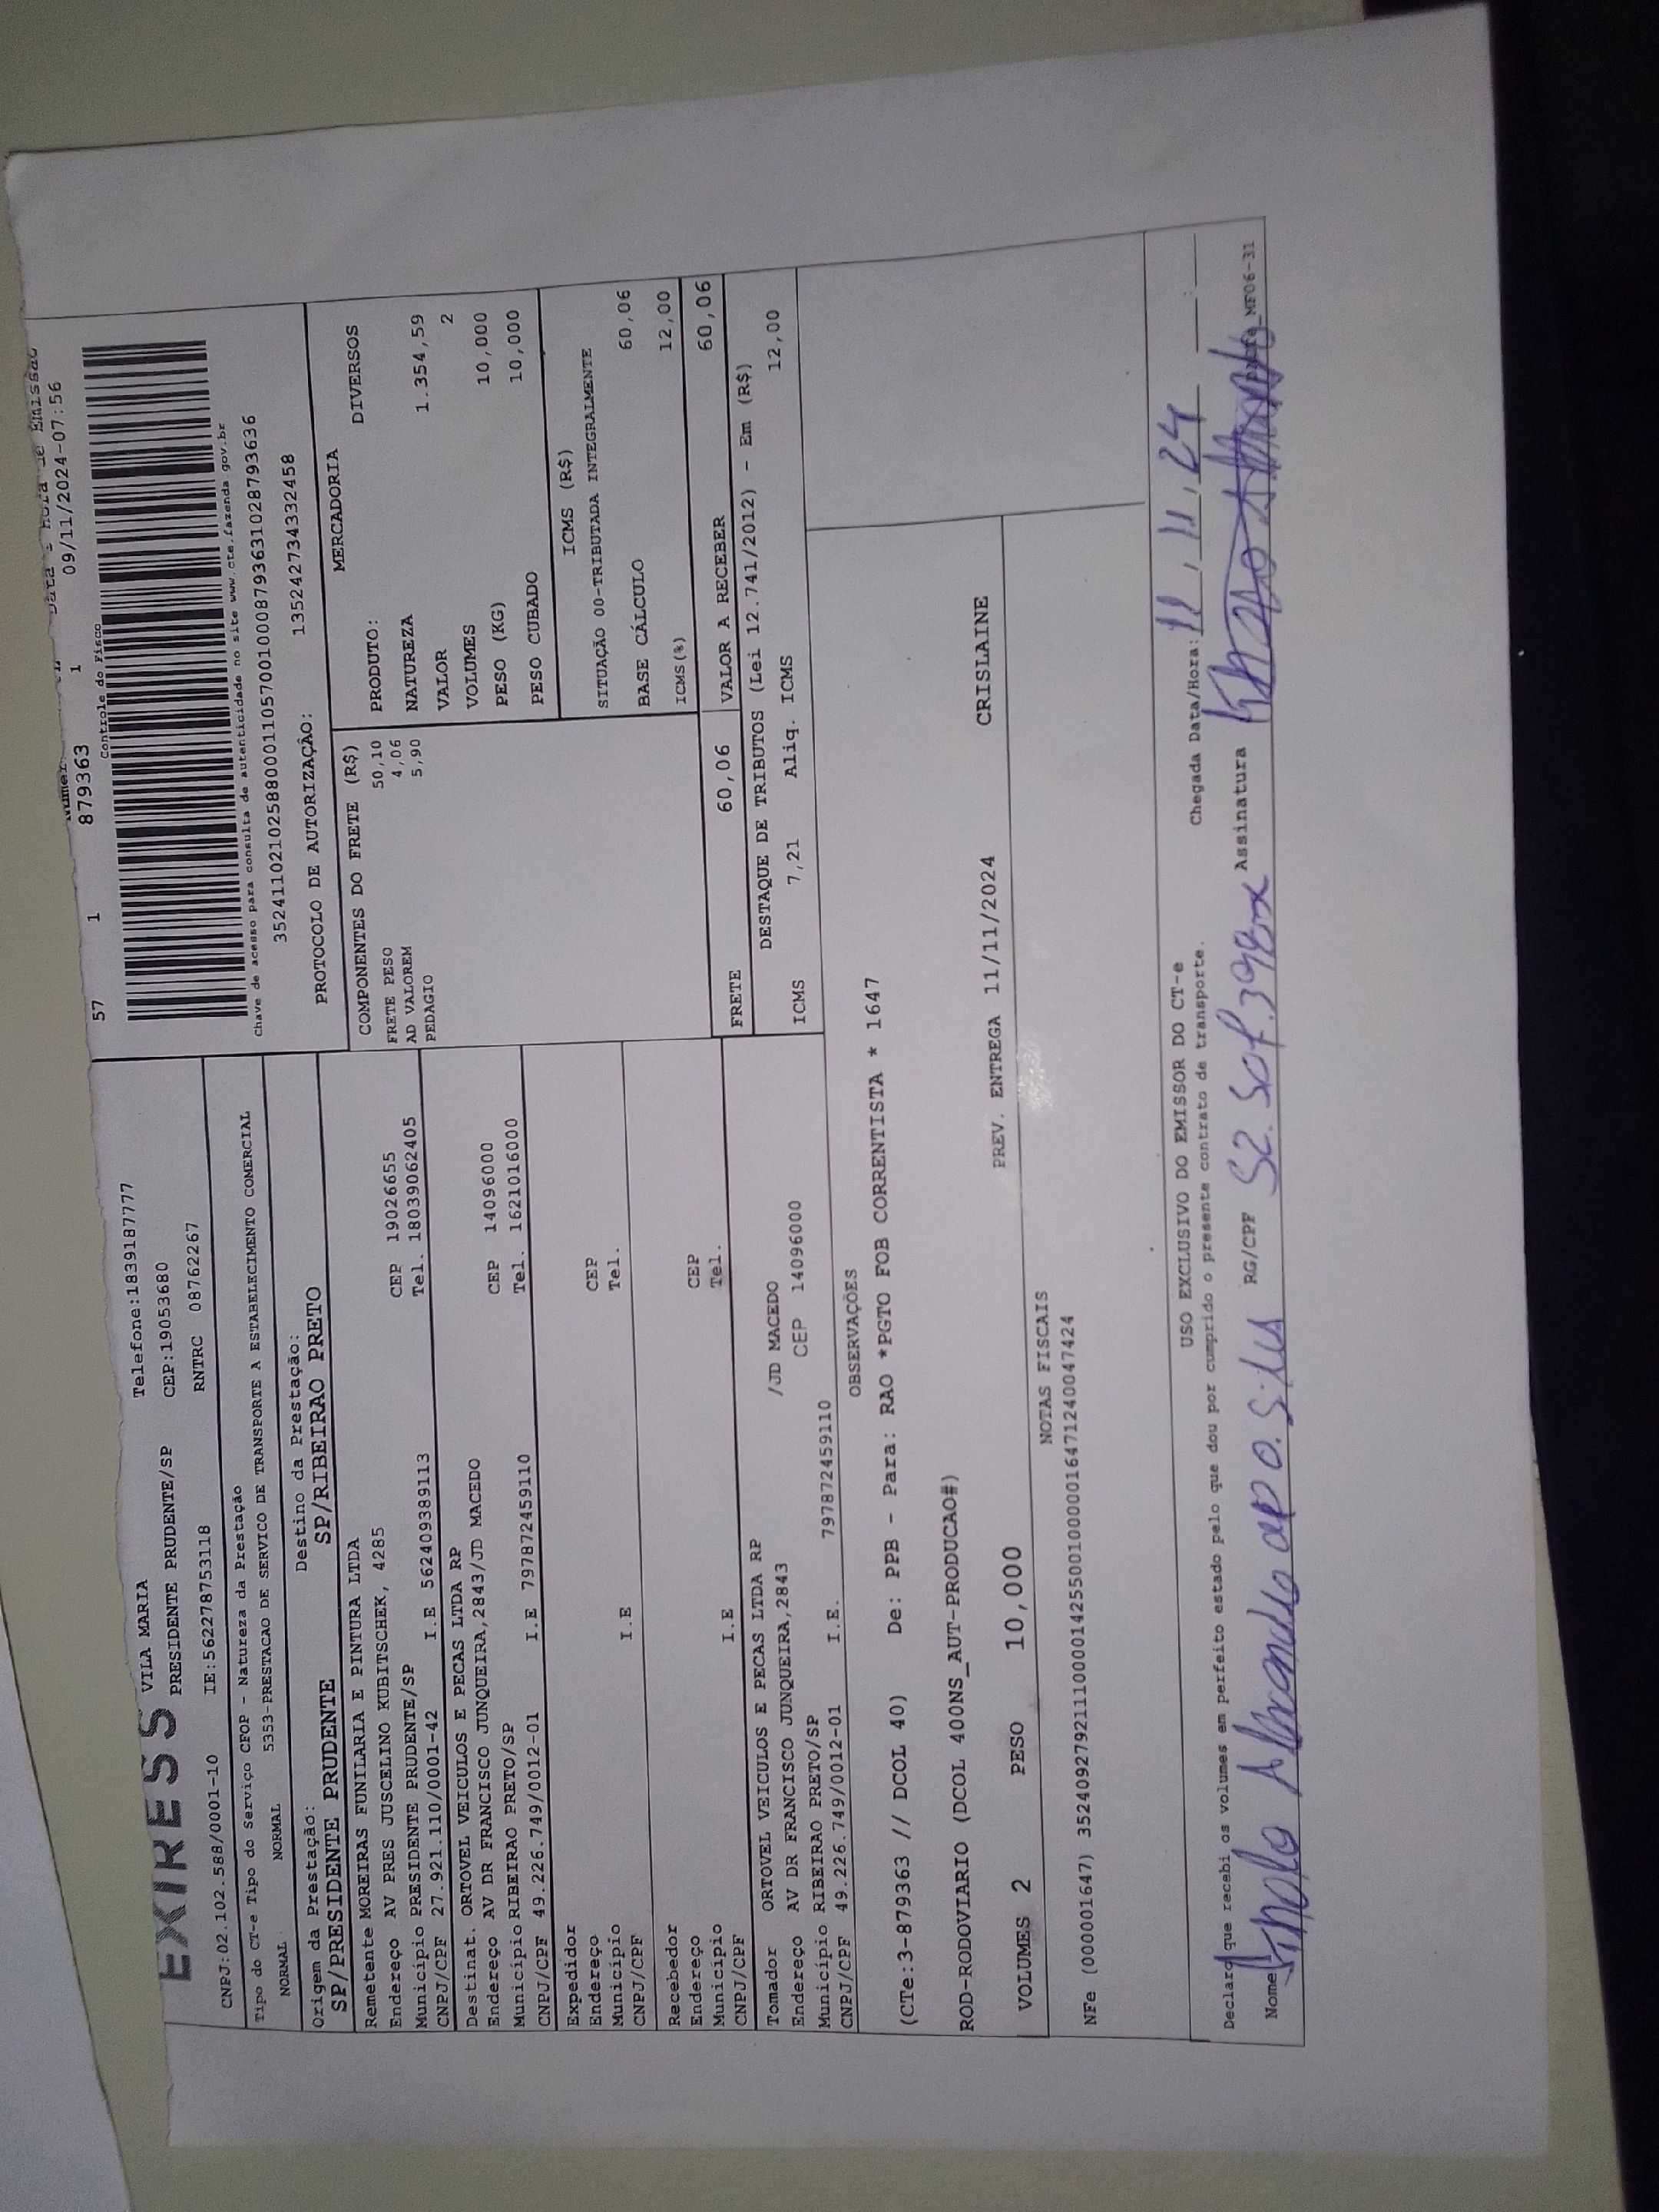 EXPRESS
VILA MARIA Telefone:1839187777
PRESIDENTE PRUDENTE/SP CEP:19053680
CNPJ:02.102.588/0001-10 IE:562278753118 RNTRC 08762267
Tipo do CT-e Tipo do Serviço CFOP - Natureza da Prestação
NORMAL NORMAL 5353-PRESTACAO DE SERVICO DE TRANSPORTE A ESTABELECIMENTO COMERCIAL
Origem da Prestação: Destino da Prestação:
SP/PRESIDENTE PRUDENTE SP/RIBEIRAO PRETO
Remetente MOREIRAS FUNILARIA E PINTURA LTDA
Endereço AV PRES JUSCELINO KUBITSCHEK, 4285 CEP 19026655
Município PRESIDENTE PRUDENTE/SP Tel. 18039062405
CNPJ/CPF 27.921.110/0001-42 I.E 562409389113
Destinat. ORTOVEL VEICULOS E PECAS LTDA RP
Endereço AV DR FRANCISCO JUNQUEIRA,2843/JD MACEDO CEP 14096000
Município RIBEIRAO PRETO/SP Tel. 1621016000
CNPJ/CPF 49.226.749/0012-01 I.E 797872459110
Expedidor
Endereço CEP
Município Tel.
CNPJ/CPF I.E
Recebedor
Endereço CEP
Município Tel.
CNPJ/CPF I.E
Tomador ORTOVEL VEICULOS E PECAS LTDA RP /JD MACEDO
Endereço AV DR FRANCISCO JUNQUEIRA,2843 CEP 14096000
Município RIBEIRAO PRETO/SP
CNPJ/CPF 49.226.749/0012-01 I.E. 797872459110
Data Hora de Emissão
57 1 879363 1 09/11/2024-07:56
Controle do Fisco
Chave de acesso para consulta de autenticidade no site www.cte.fazenda gov.br
35241102102588000110570010008793631028793636
PROTOCOLO DE AUTORIZAÇÃO: 135242734332458
COMPONENTES DO FRETE (R$)
FRETE PESO 50,10
AD VALOREM 4,06
PEDAGIO 5,90
MERCADORIA
PRODUTO: DIVERSOS
NATUREZA
VALOR 1.354,59
VOLUMES 2
PESO (KG) 10,000
PESO CUBADO 10,000
ICMS (R$)
SITUAÇÃO 00-TRIBUTADA INTEGRALMENTE
BASE CÁLCULO 60,06
ICMS(%) 12,00
FRETE 60,06 VALOR A RECEBER 60,06
DESTAQUE DE TRIBUTOS (Lei 12.741/2012) - Em (R$)
ICMS 7,21 Aliq. ICMS 12,00
OBSERVAÇÕES
(CTe:3-879363 // DCOL 40) De: PPB - Para: RAO *PGTO FOB CORRENTISTA * 1647
ROD-RODOVIARIO (DCOL 400NS_AUT-PRODUCAO#)
PREV. ENTREGA 11/11/2024 CRISLAINE
VOLUMES 2 PESO 10,000
NOTAS FISCAIS
NFe (000001647) 35240927921110000142550010000016471240047424
USO EXCLUSIVO DO EMISSOR DO CT-e
Declaro que recebi os volumes em perfeito estado pelo que dou por cumprido o presente contrato de transporte.
Chegada Data/Hora: 11/11/24
Nome RG/CPF Assinatura
MF06-31